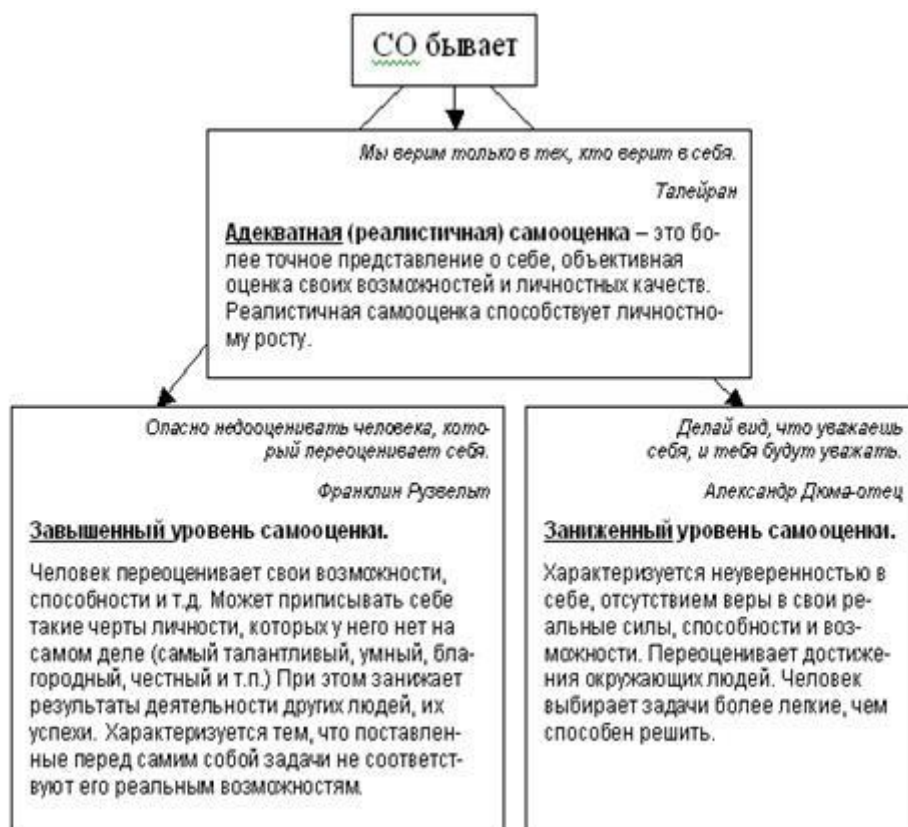 СО бывает
Мы верим только в тех, кто верит в себя.
Талейран
Адекватная (реалистичная) самооценка – это бо-
лее точное представление о себе, объективная
оценка своих возможностей и личностных качеств.
Реалистичная самооценка способствует личностно-
му росту.
Опасно недооценивать человека, кото-
рый переоценивает себя.
Франклин Рузвельт
Завышенный уровень самооценки.
Человек переоценивает свои возможности,
способности и т.д. Может приписывать себе
такие черты личности, которых у него нет на
самом деле (самый талантливый, умный, бла-
городный, честный и т.п.) При этом занижает
результаты деятельности других людей, их
успехи. Характеризуется тем, что поставлен-
ные перед самим собой задачи не соответст-
вуют его реальным возможностям.
Делай вид, что уважаешь
себя, и тебя будут уважать.
Александр Дюма-отец
Заниженный уровень самооценки.
Характеризуется неуверенностью в
себе, отсутствием веры в свои ре-
альные силы, способности и воз-
можности. Переоценивает достиже-
ния окружающих людей. Человек
выбирает задачи более легкие, чем
способен решить.